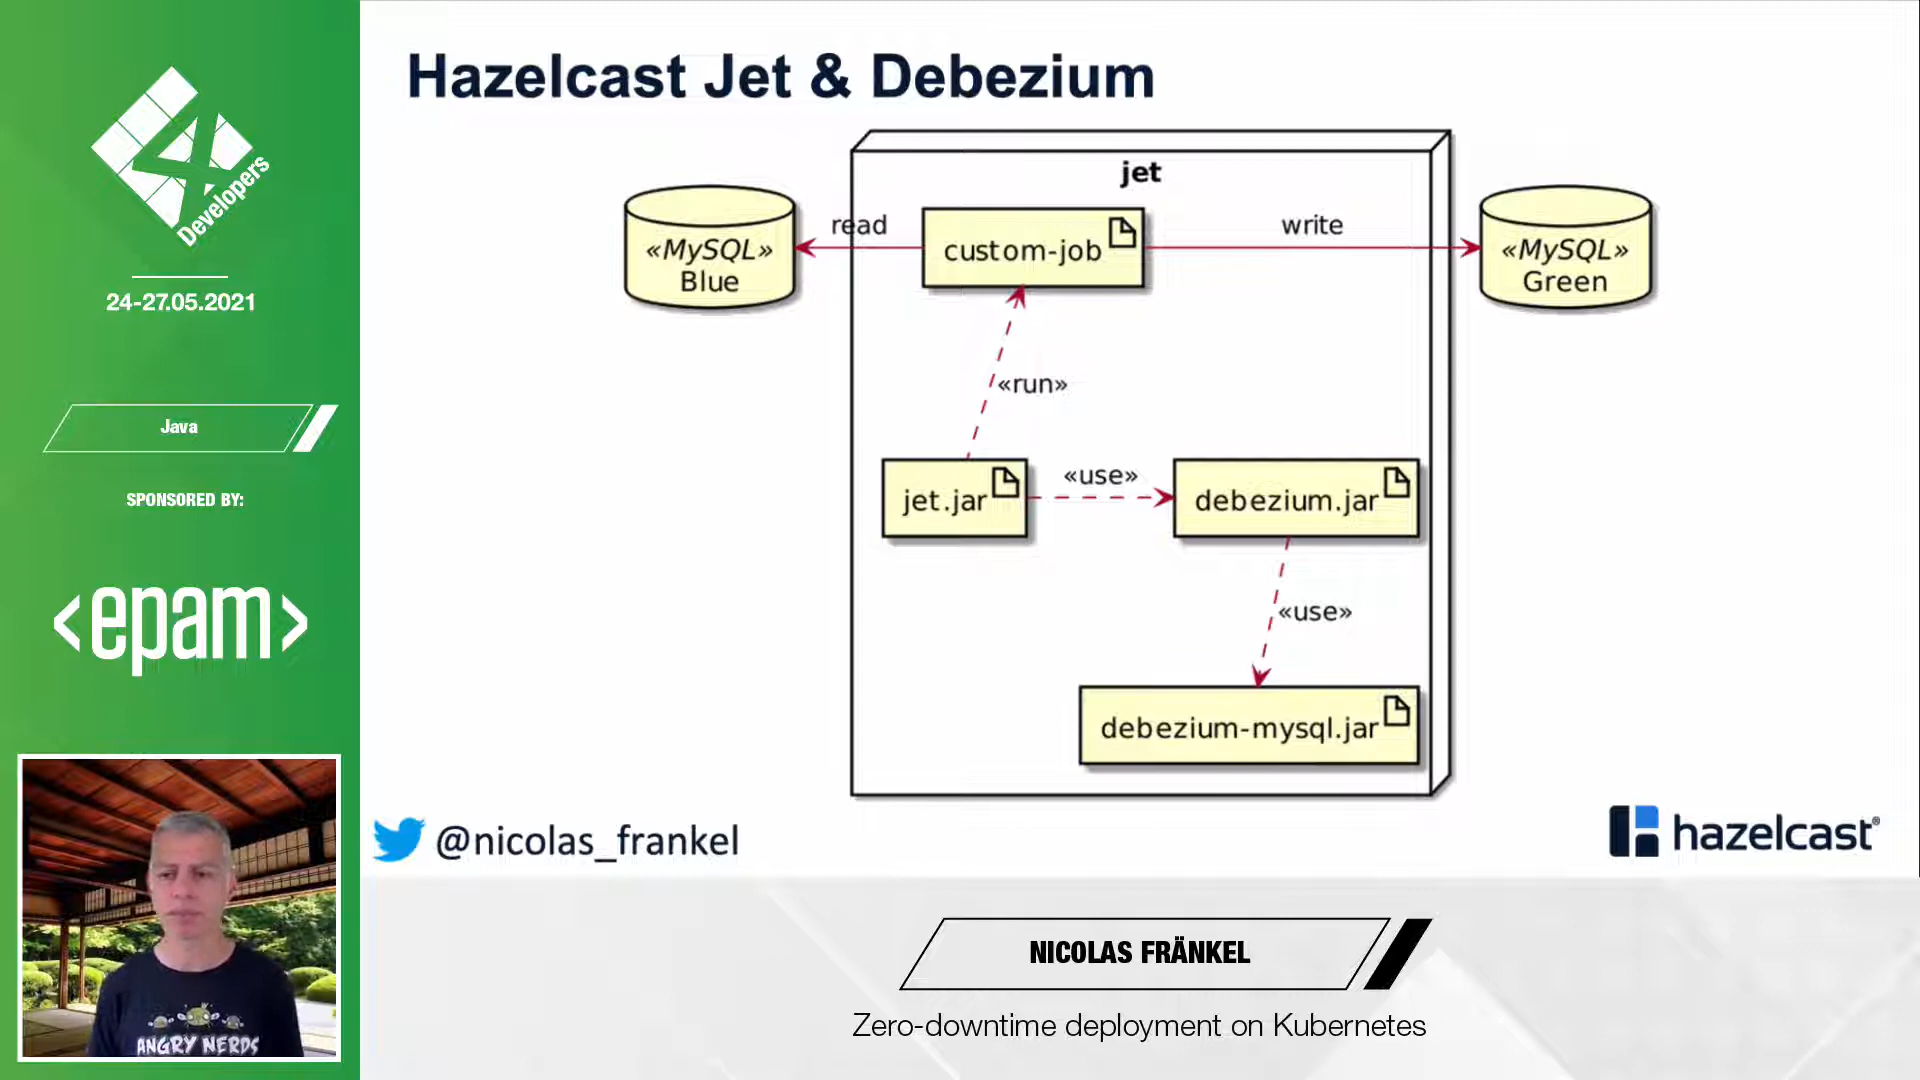 4
Developers
24-27.05.2021
Java
SPONSORED BY:
<epam>
ANGRY NERDS
Hazelcast Jet & Debezium
jet
read
write
«MySQL»
Blue
custom-job
«MySQL»
Green
«run»
jet.jar
«use»
debezium.jar
«use»
debezium-mysql.jar
@nicolas_frankel
hazelcast®
NICOLAS FRÄNKEL
Zero-downtime deployment on Kubernetes